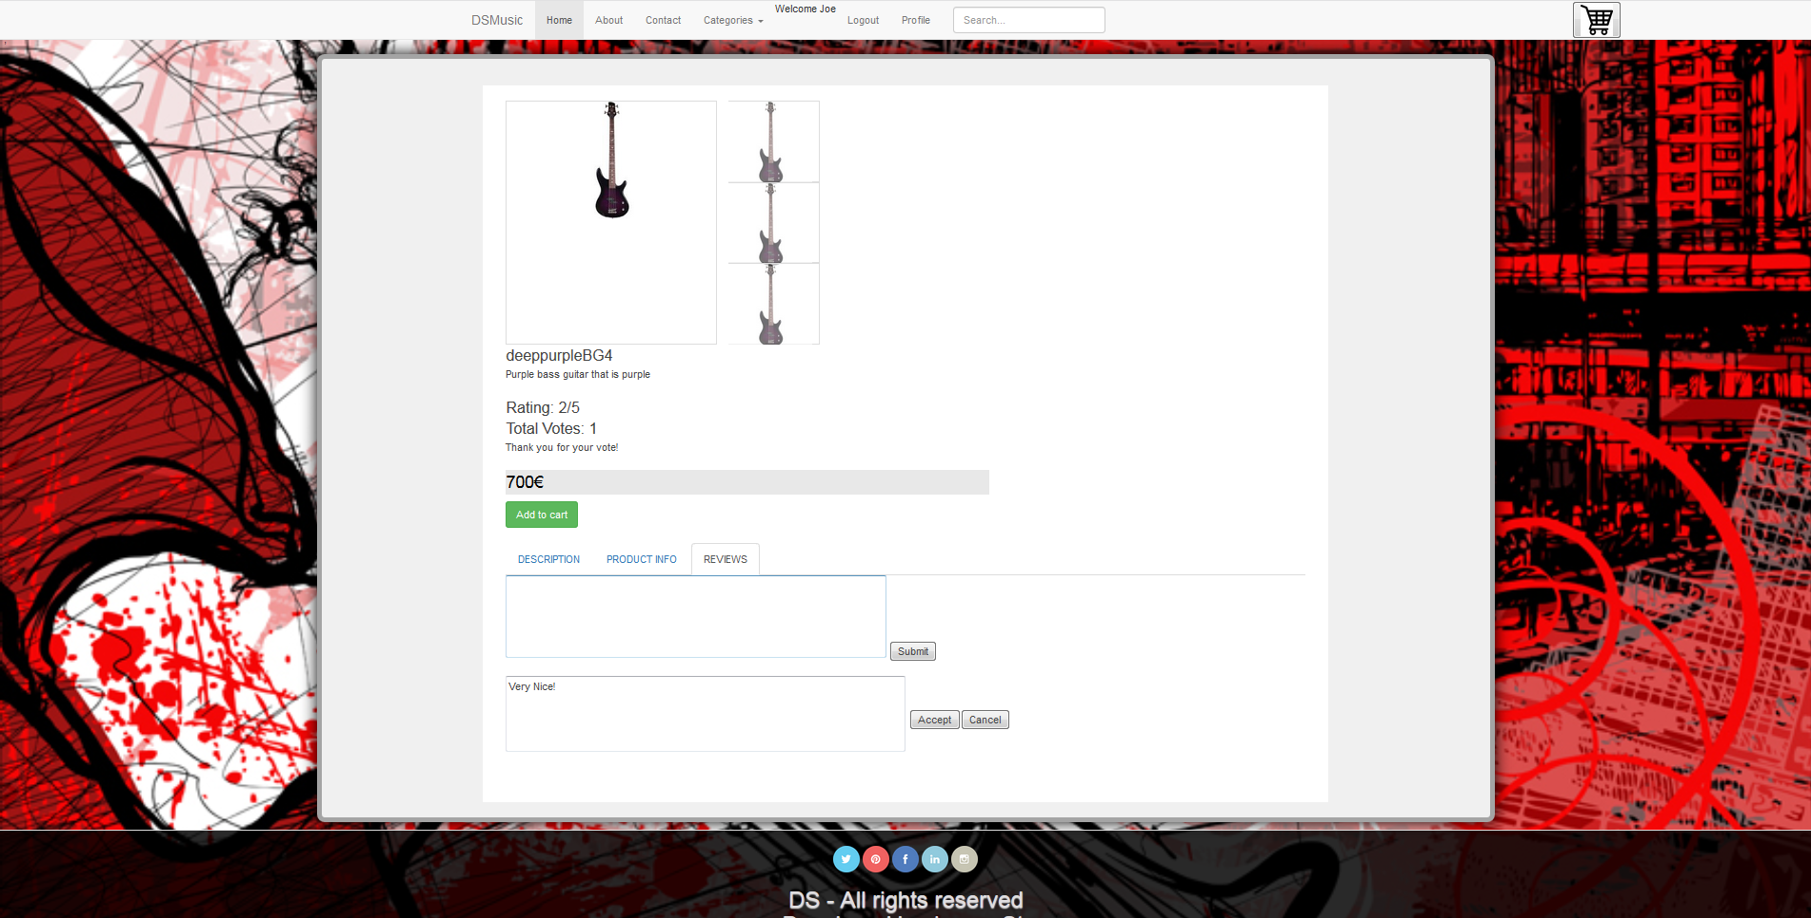 DSMusic Home About Contact Categories Welcome Joe Logout Profile Search...
deeppurpleBG4
Purple bass guitar that is purple
Rating: 2/5
Total Votes: 1
Thank you for your vote!
700€
Add to cart
DESCRIPTION PRODUCT INFO REVIEWS
Submit
Very Nice!
Accept Cancel
DS - All rights reserved